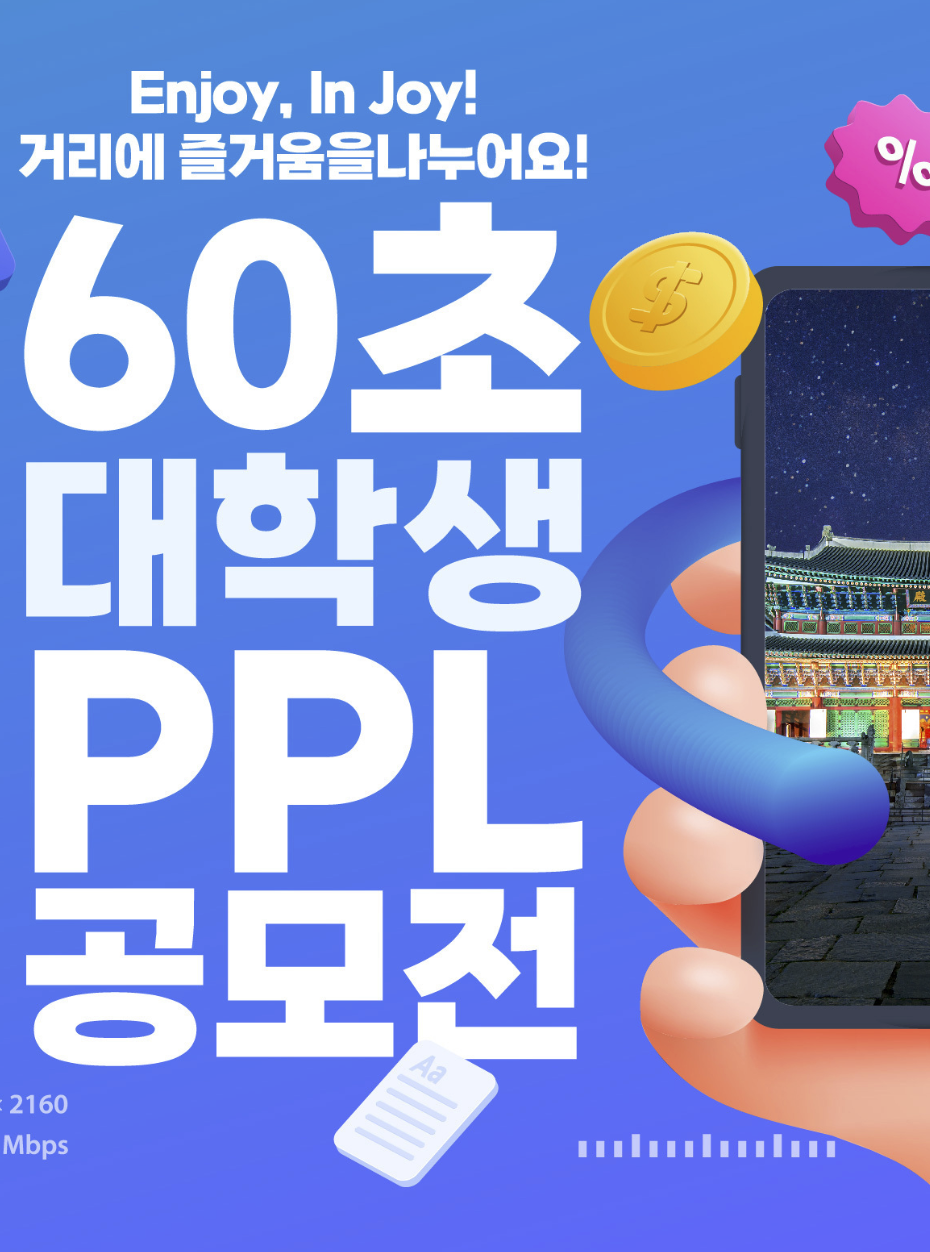 Enjoy, In Joy!
거리에 즐거움을나누어요!
%
60초
$
대학생
PPL
殿
공모전
Aa
× 2160
Mbps